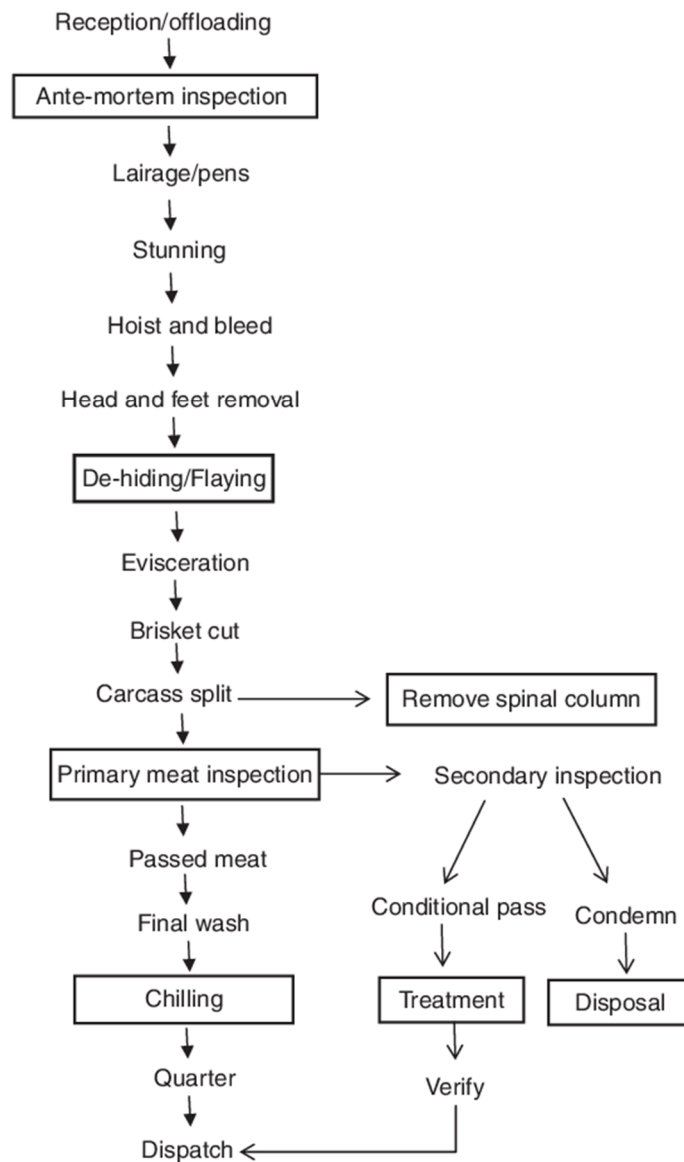 Reception/offloading
Ante-mortem inspection
Lairage/pens
Stunning
Hoist and bleed
Head and feet removal
De-hiding/Flaying
Evisceration
Brisket cut
Carcass split
Remove spinal column
Primary meat inspection
Secondary inspection
Passed meat
Conditional pass
Condemn
Final wash
Chilling
Treatment
Disposal
Quarter
Verify
Dispatch